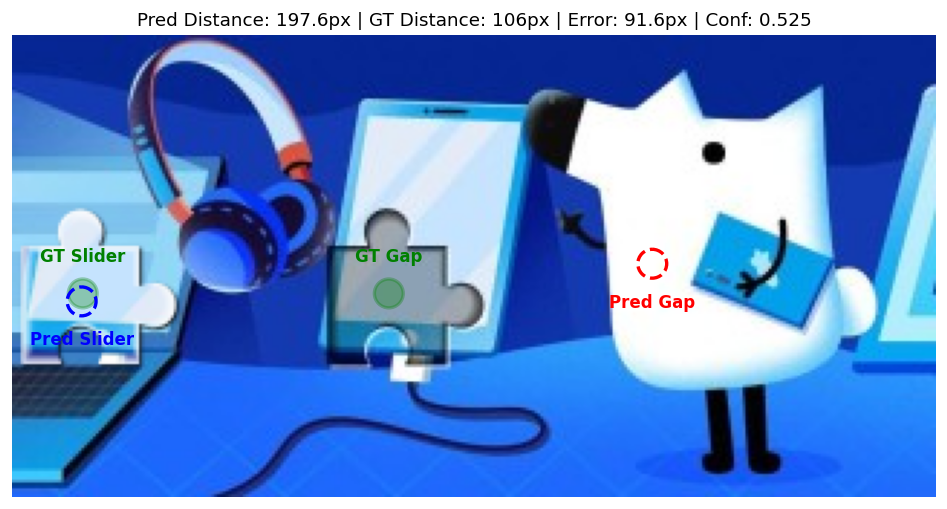 Pred Distance: 197.6px | GT Distance: 106px | Error: 91.6px | Conf: 0.525
GT Slider
GT Gap
Pred Gap
Pred Slider